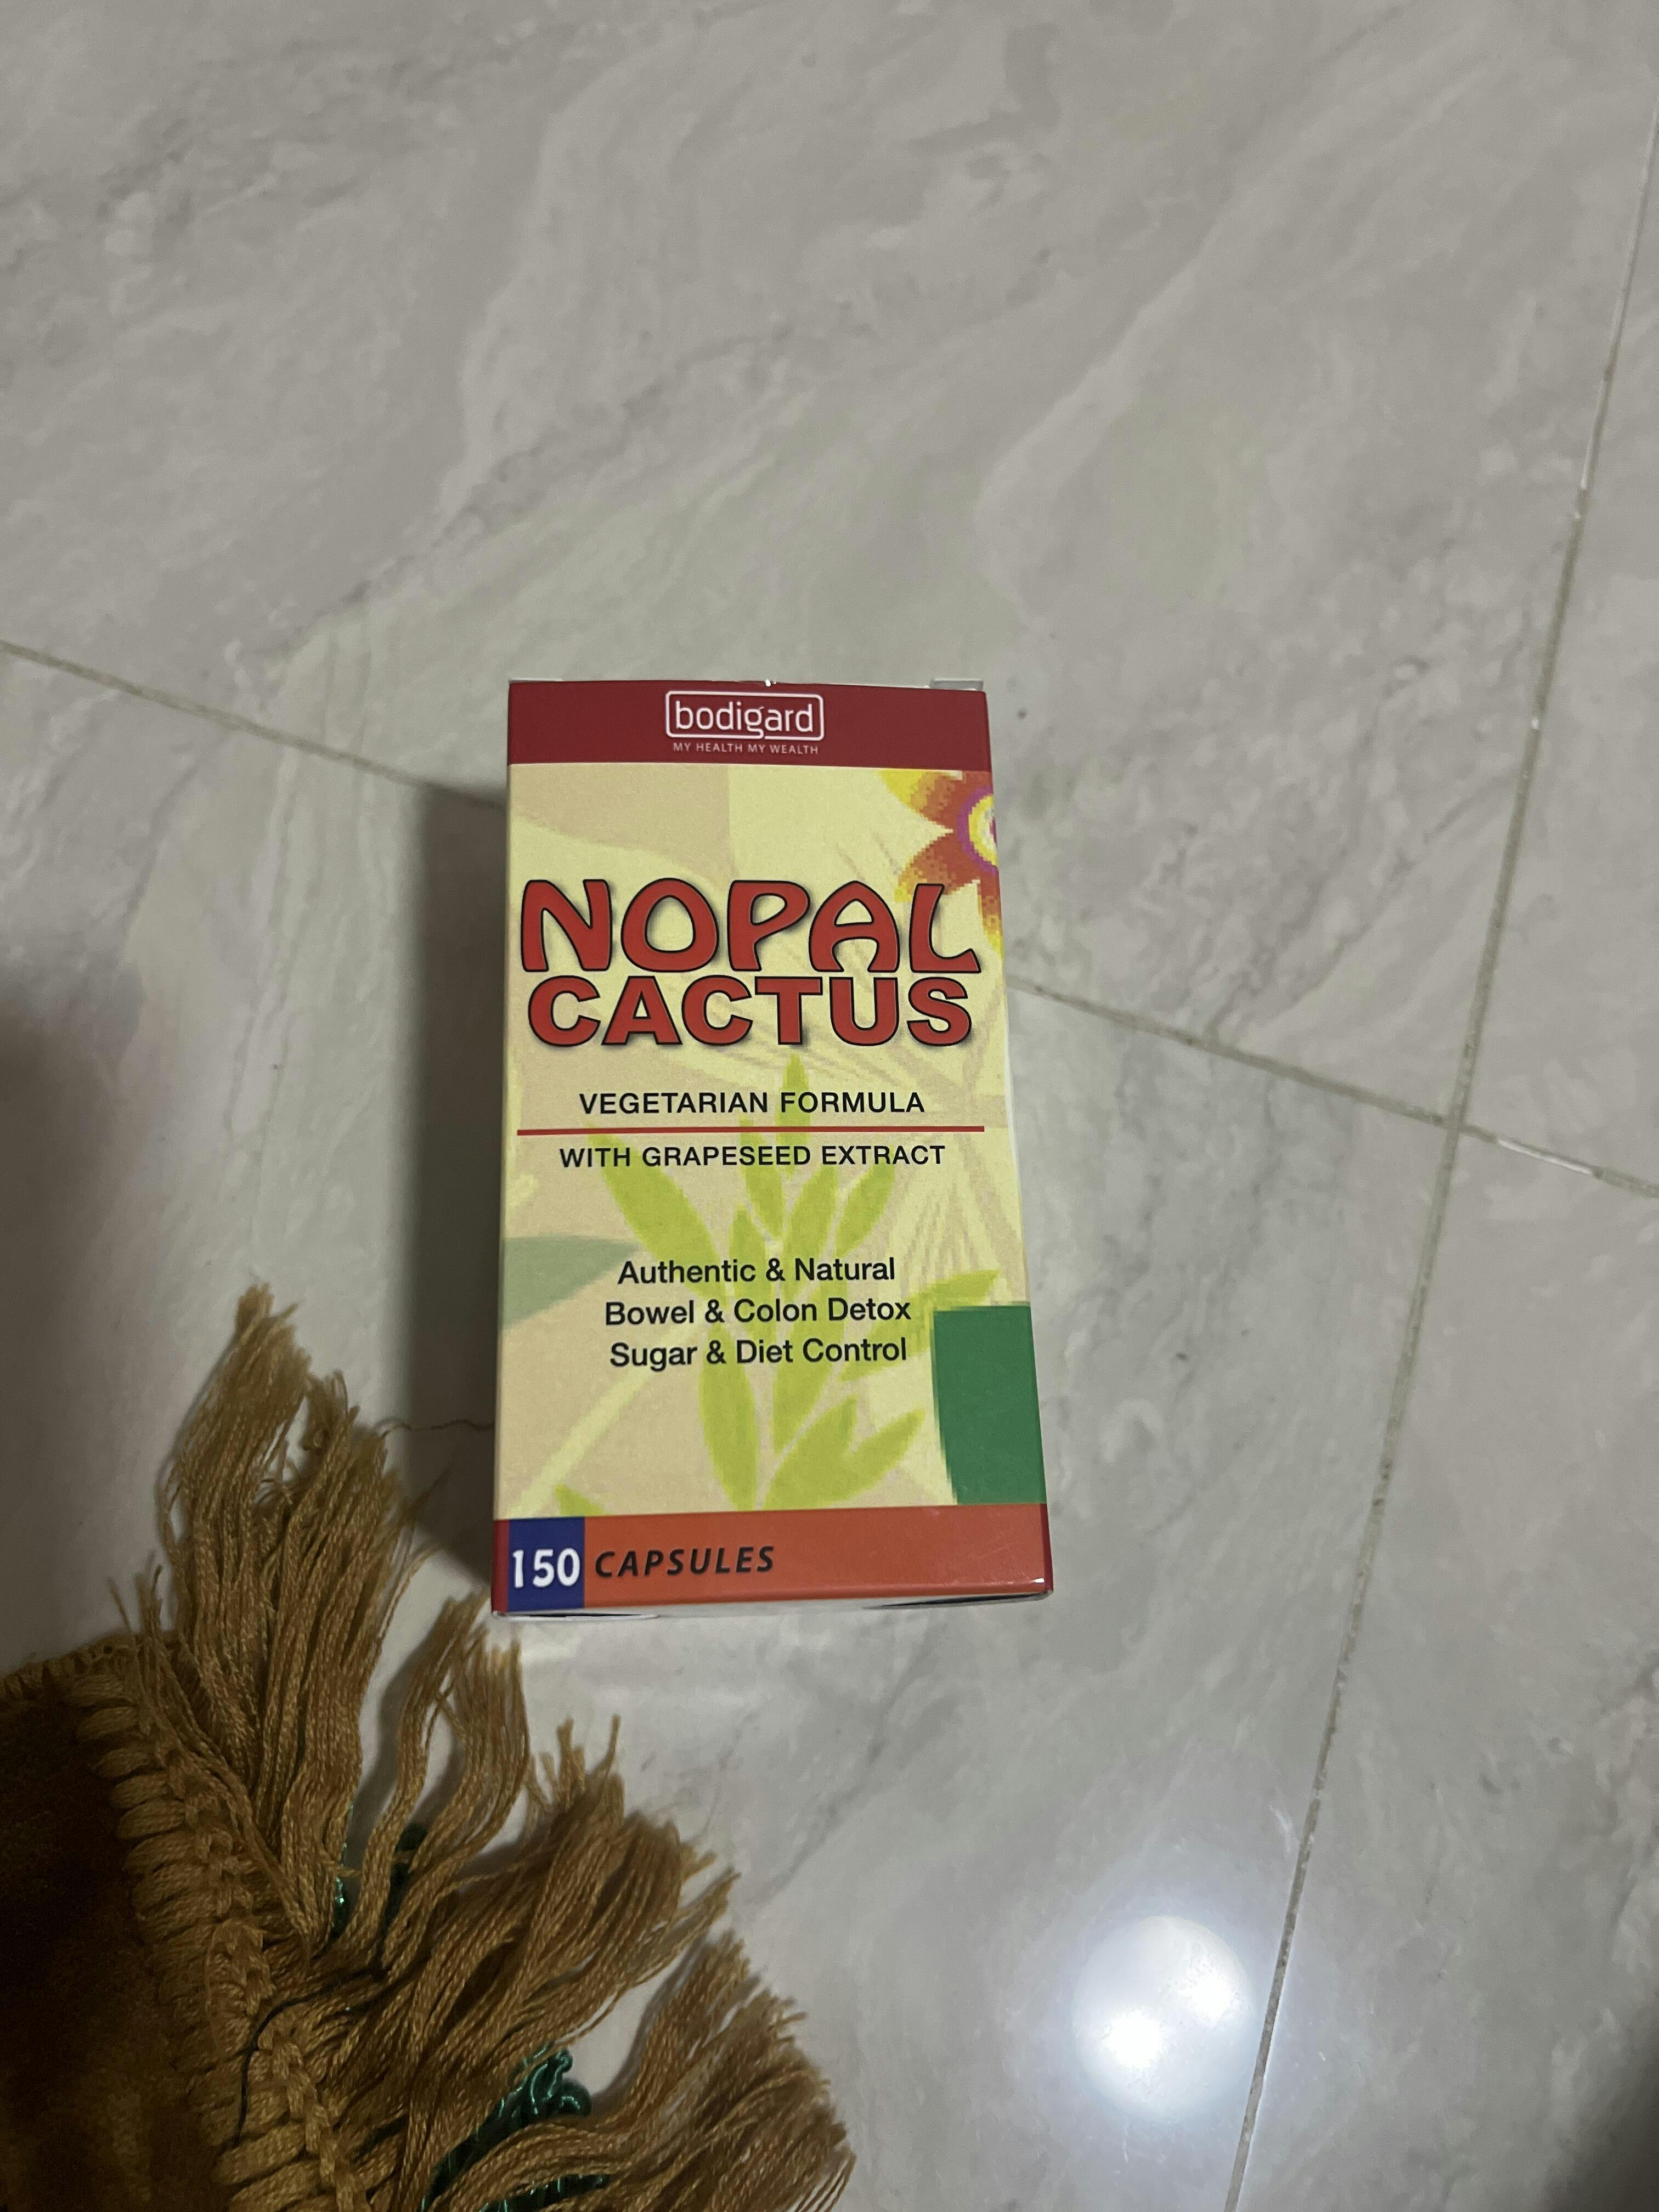 bodigard
MY HEALTH MY WEALTH
NOPAL
CACTUS
VEGETARIAN FORMULA
WITH GRAPESEED EXTRACT
Authentic & Natural
Bowel & Colon Detox
Sugar & Diet Control
150 CAPSULES